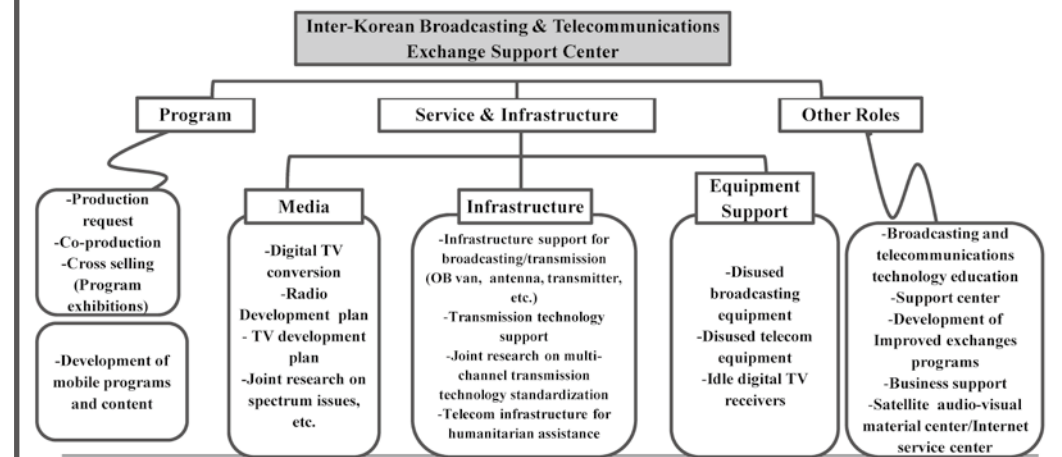 Inter-Korean Broadcasting & Telecommunications
Exchange Support Center
Program
Service & Infrastructure
Other Roles
-Production
request
-Co-production
-Cross selling
(Program
exhibitions)
-Development of
mobile programs
and content
Media
-Digital TV
conversion
-Radio
Development plan
- TV development
plan
-Joint research on
spectrum issues,
etc.
Infrastructure
-Infrastructure support for
broadcasting/transmission
(OB van, antenna, transmitter,
etc.)
-Transmission technology
support
-Joint research on multi-
channel transmission
technology standardization
-Telecom infrastructure for
humanitarian assistance
Equipment
Support
-Disused
broadcasting
equipment
-Disused telecom
equipment
-Idle digital TV
receivers
-Broadcasting and
telecommunications
technology education
-Support center
-Development of
Improved exchanges
programs
-Business support
-Satellite audio-visual
material center/Internet
service center